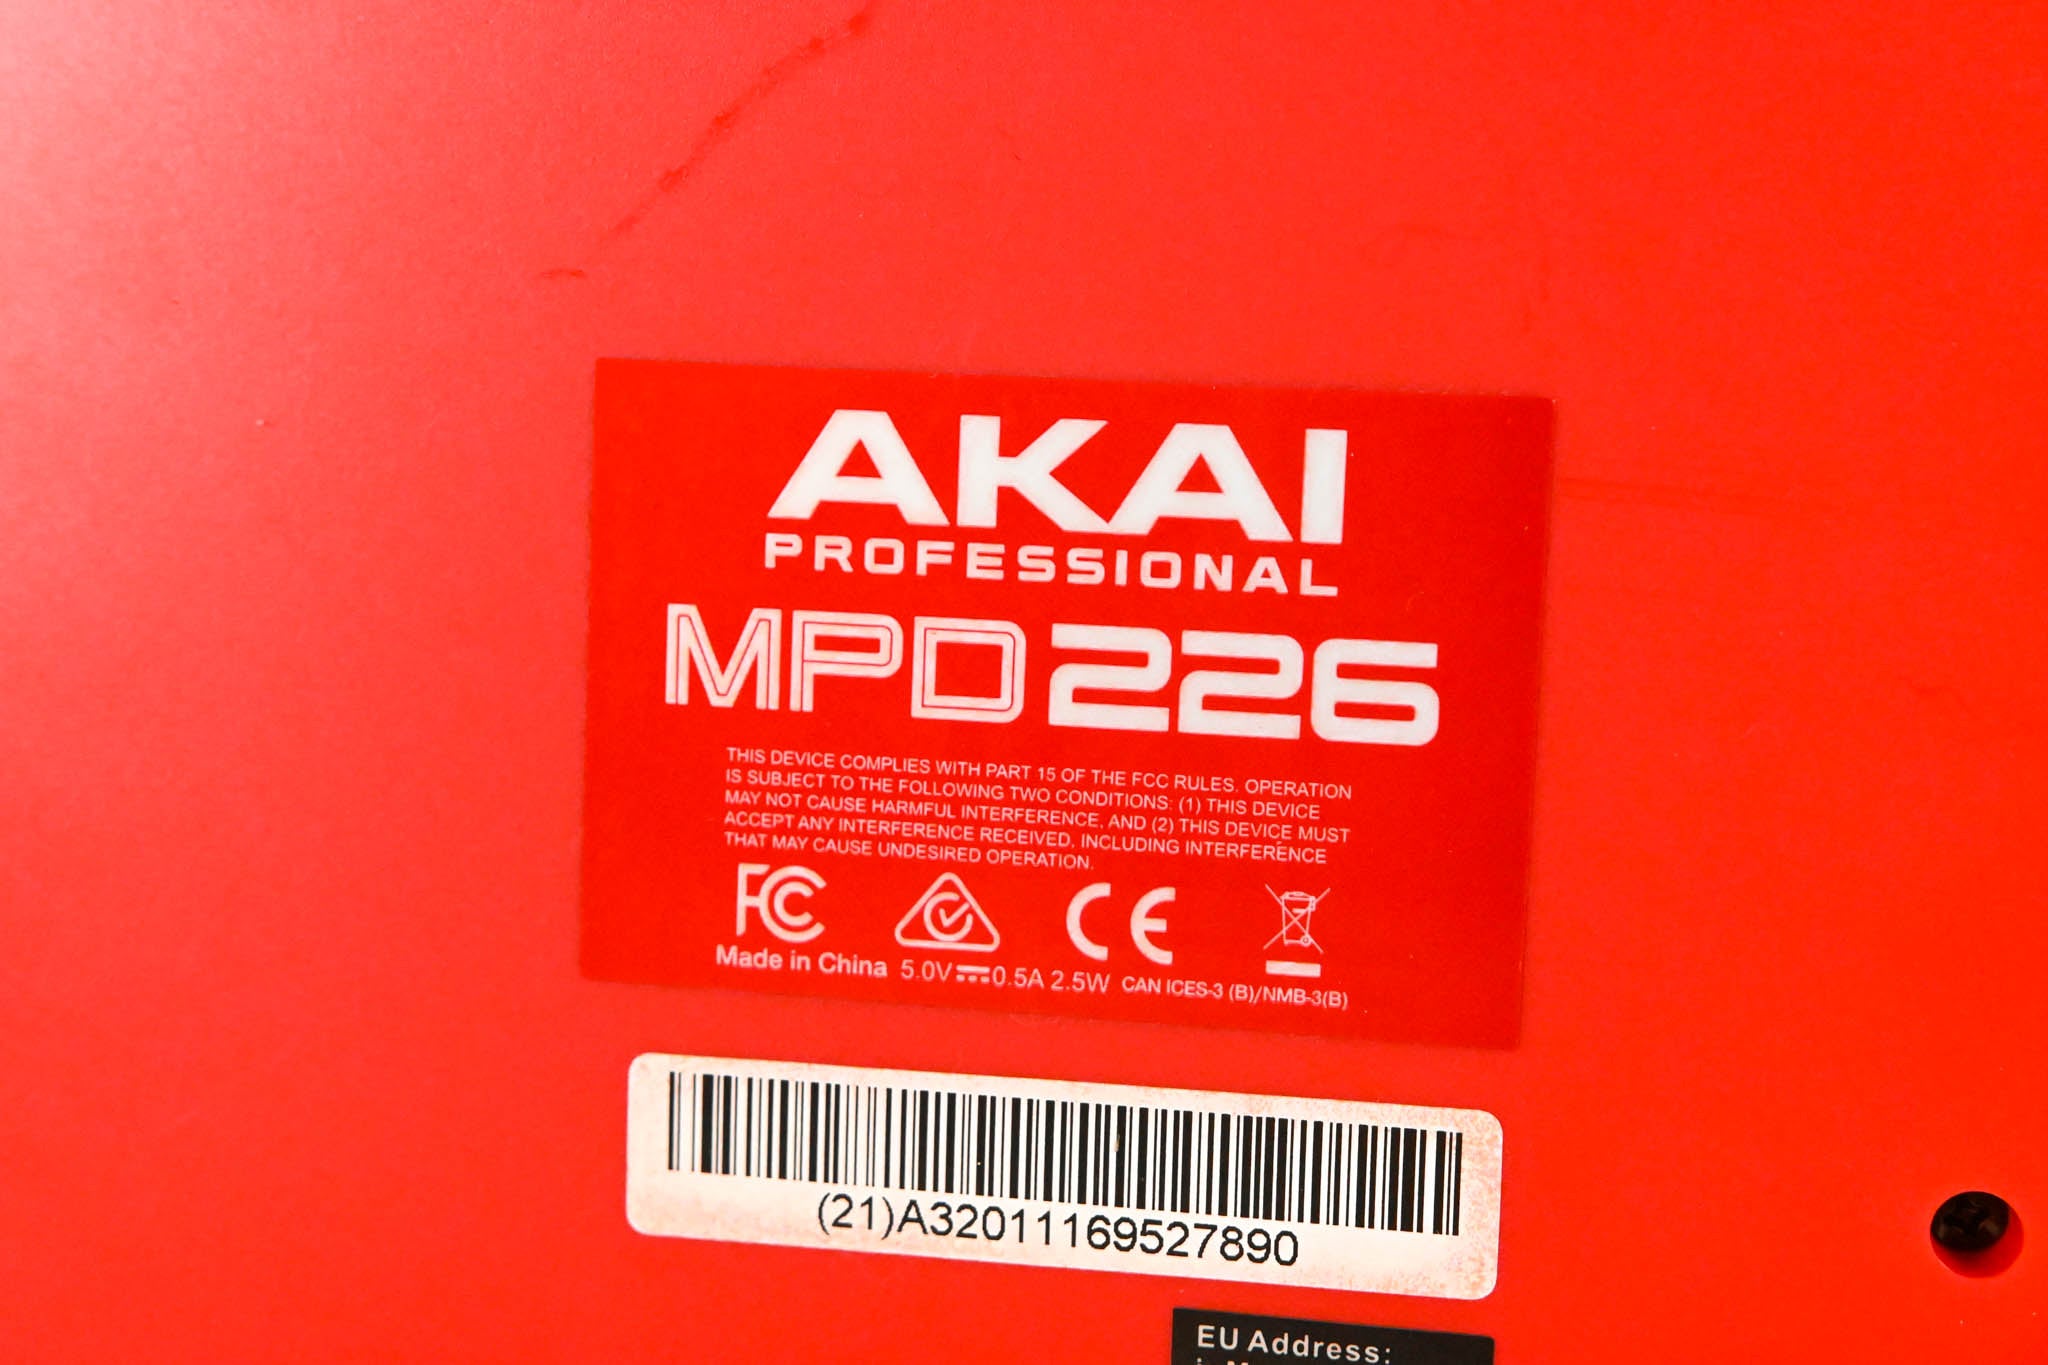 AKAI
PROFESSIONAL
MPD226
THIS DEVICE COMPLIES WITH PART 15 OF THE FCC RULES. OPERATION
IS SUBJECT TO THE FOLLOWING TWO CONDITIONS: (1) THIS DEVICE
MAY NOT CAUSE HARMFUL INTERFERENCE, AND (2) THIS DEVICE MUST
ACCEPT ANY INTERFERENCE RECEIVED, INCLUDING INTERFERENCE
THAT MAY CAUSE UNDESIRED OPERATION.
FC CE
Made in China 5.0V⎓0.5A 2.5W CAN ICES-3 (B)/NMB-3(B)
(21)A32011169527890
EU Address: